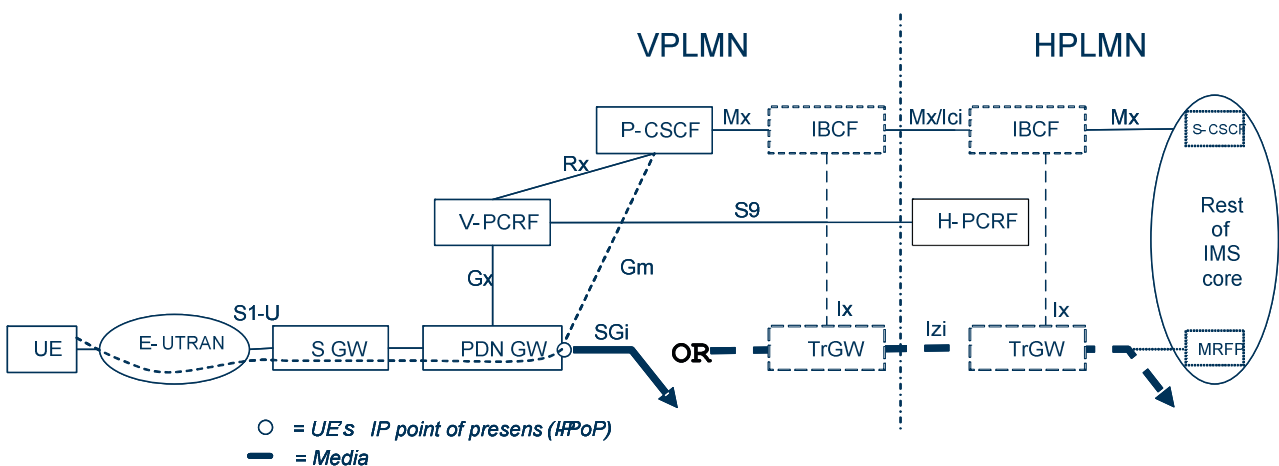 VPLMN HPLMN
P-CSCF Mx IBCF Mx/Ici IBCF Mx S-CSCF
Rx
V-PCRF S9 H-PCRF
Rest
of
IMS
core
Gx Gm
S1-U SGi Ix Izi Ix
UE E-UTRAN S GW PDN GW OR TrGW TrGW MRFP
= UE's IP point of presens (IP-PoP)
= Media